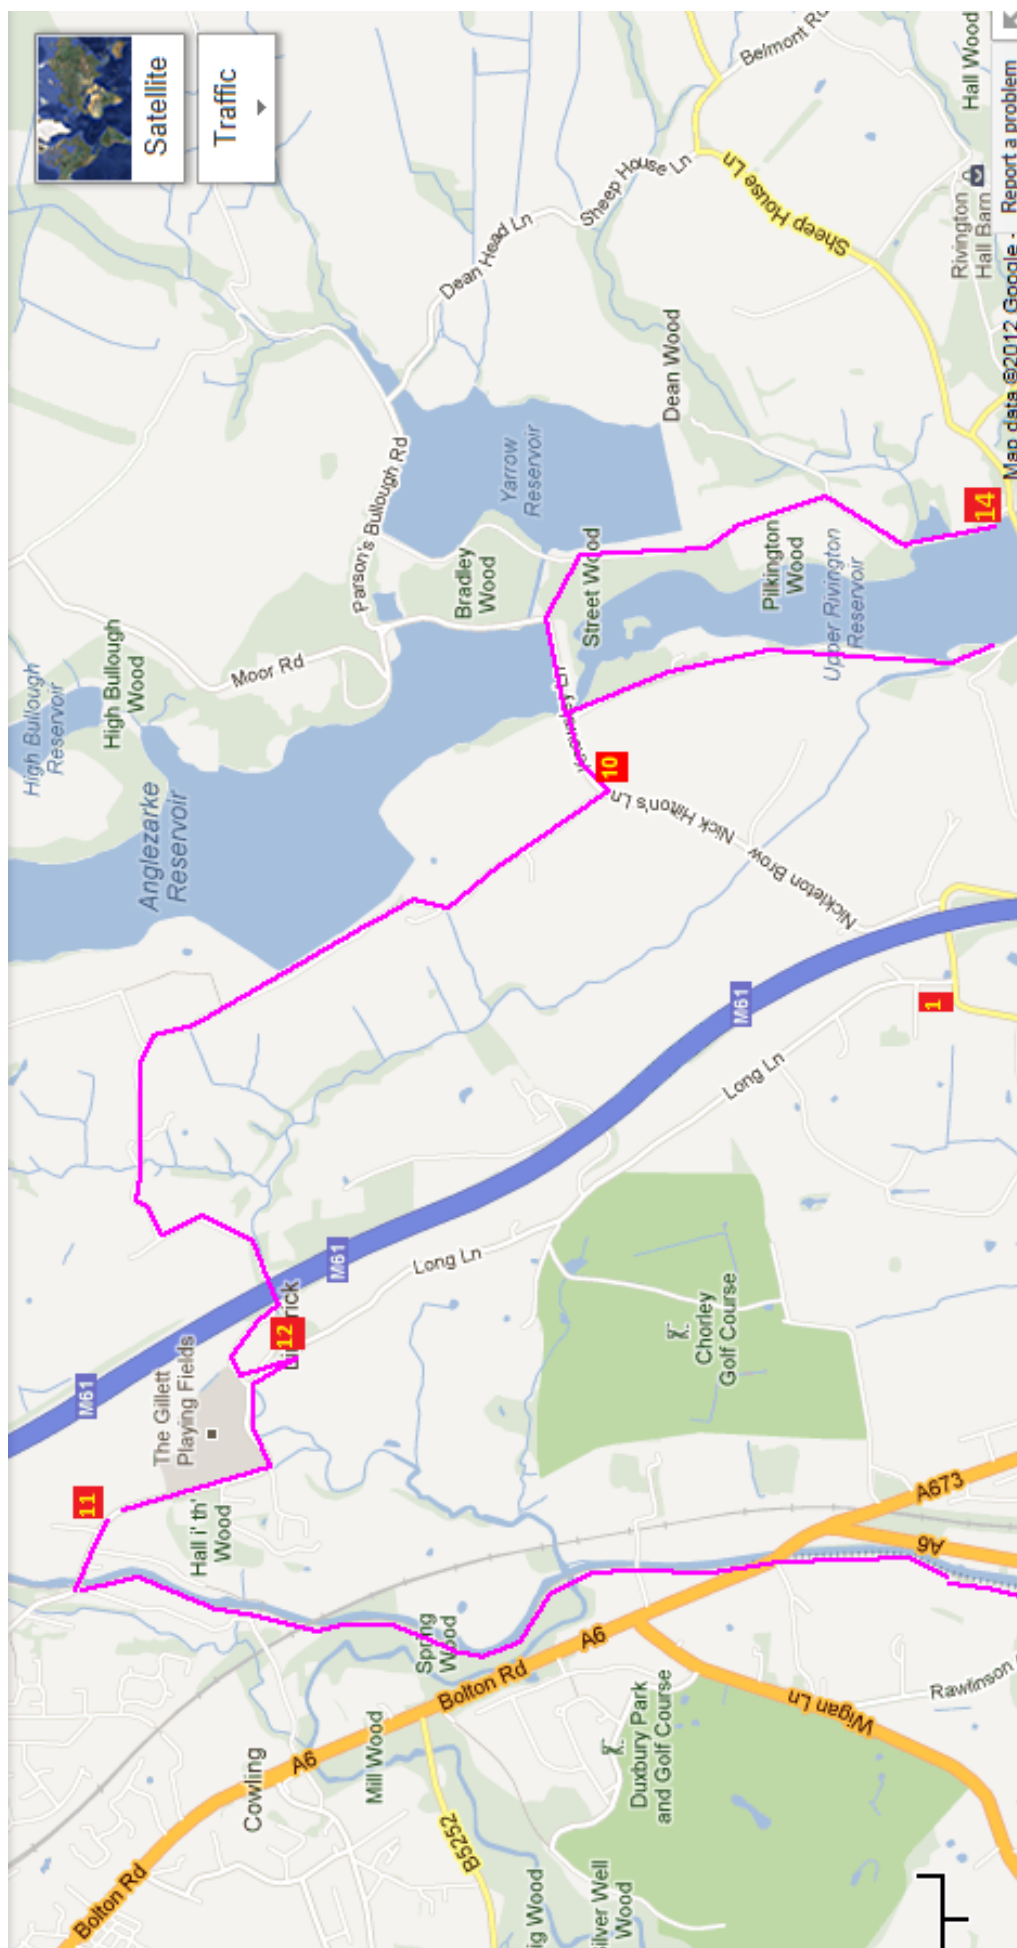 Satellite
Traffic
Bolton Rd
Cowling
A6
Mill Wood
B5252
Bolton Rd
Spring
Wood
A6
Duxbury Park
and Golf Course
Wigan Ln
Rawlinson
Wood
11
Hall i' th'
Wood
The Gillett
Playing Fields
M61
12
M61
Long Ln
Chorley
Golf Course
A673
A6
Long Ln
M61
1
Nickleton Brow
Nick Hilton's Ln
10
Anglezarke
Reservoir
High Bullough
Reservoir
High Bullough
Wood
Moor Rd
Parson's Bullough Rd
Bradley
Wood
Yarrow
Reservoir
Street Wood
Pilkington
Wood
Upper Rivington
Reservoir
14
Dean Wood
Dean Head Ln
Sheep House Ln
Sheep House Ln
Belmont Rd
Hall Wood
Rivington
Hall Barn
Map data ©2012 Google -
Report a problem